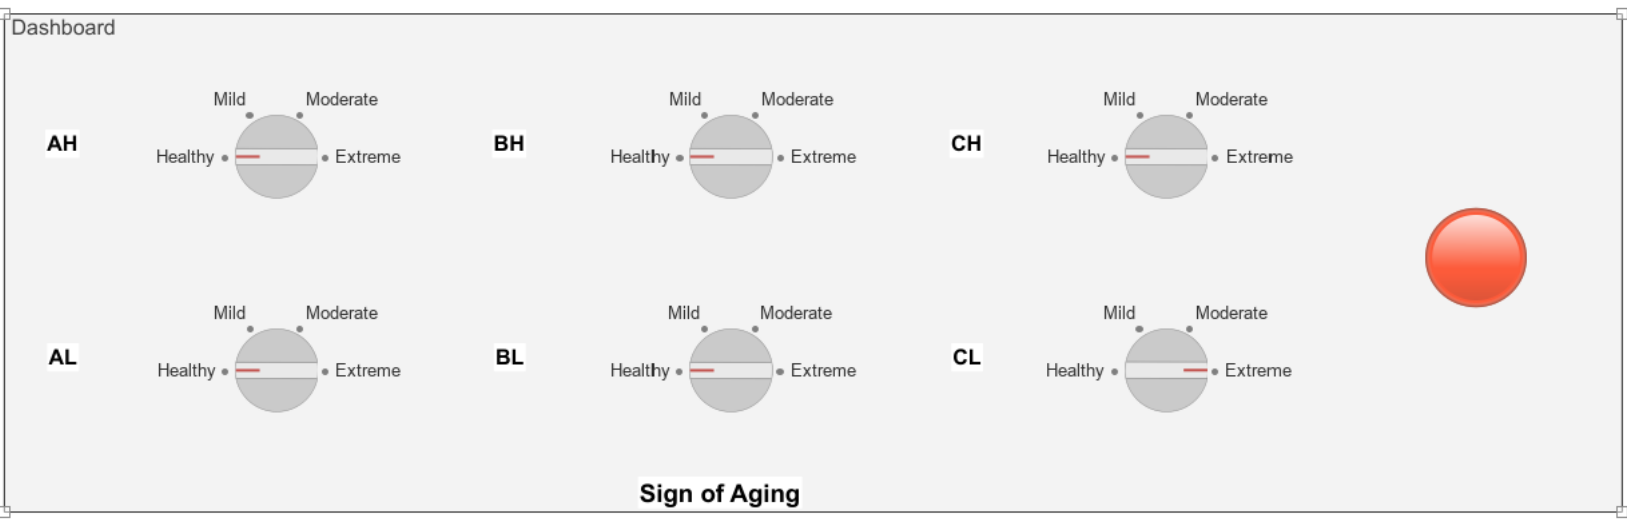 Dashboard
Mild Moderate Mild Moderate Mild Moderate
AH BH CH
Healthy Extreme Healthy Extreme Healthy Extreme
Mild Moderate Mild Moderate Mild Moderate
AL BL CL
Healthy Extreme Healthy Extreme Healthy Extreme
Sign of Aging